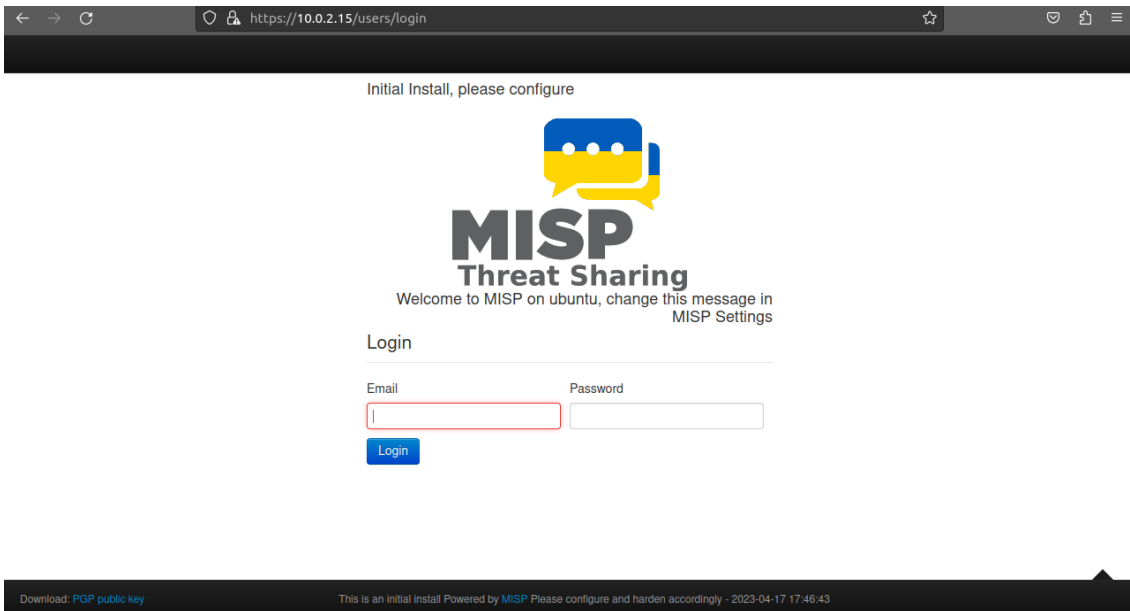 https://10.0.2.15/users/login
Initial Install, please configure
MISP
Threat Sharing
Welcome to MISP on ubuntu, change this message in
MISP Settings
Login
Email Password
Login
Download: PGP public key This is an initial install Powered by MISP Please configure and harden accordingly - 2023-04-17 17:46:43